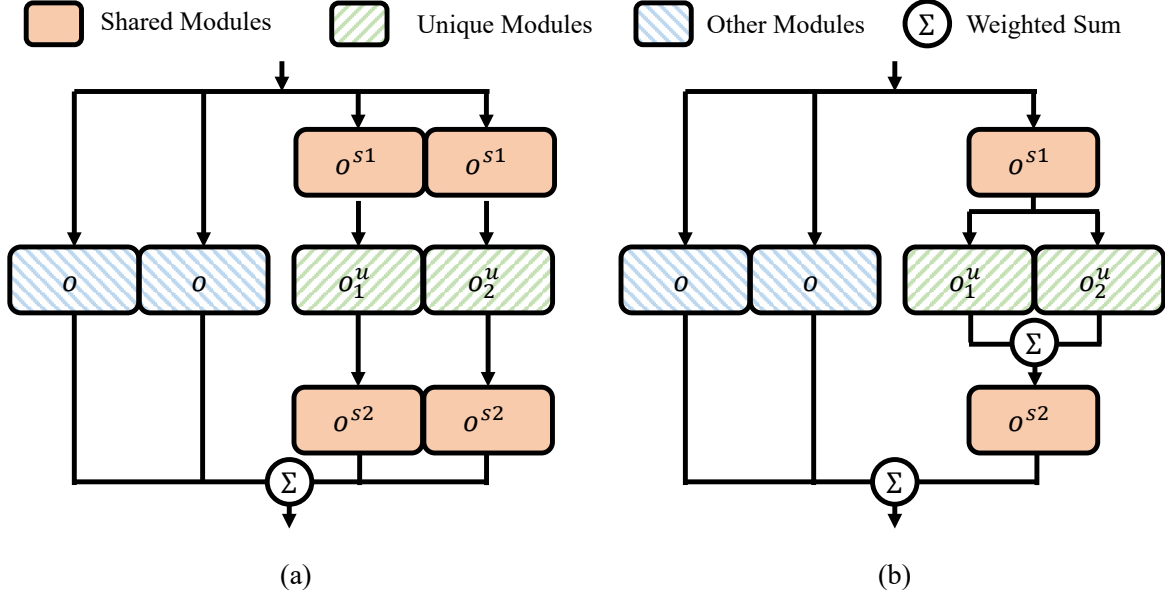 Shared Modules Unique Modules Other Modules Σ Weighted Sum
o^{s1} o^{s1} o^{s1}
o o o_1^u o_2^u o o o_1^u o_2^u
Σ
o^{s2} o^{s2} o^{s2}
Σ Σ
(a) (b)